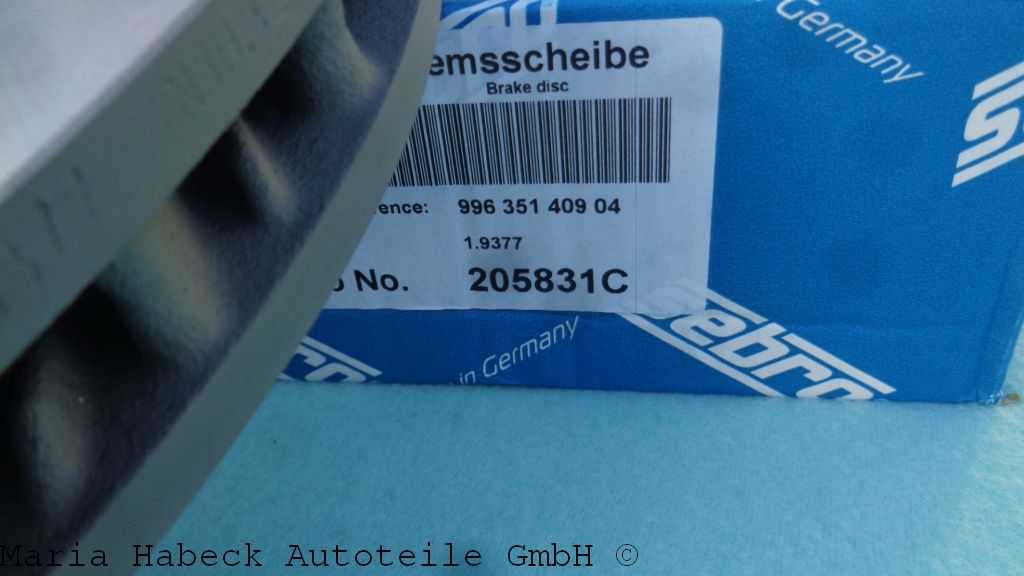 Germany
emsscheibe
Brake disc
ence: 996 351 409 04
1.9377
No. 205831C
in Germany
sebro
Maria Habeck Autoteile GmbH ©